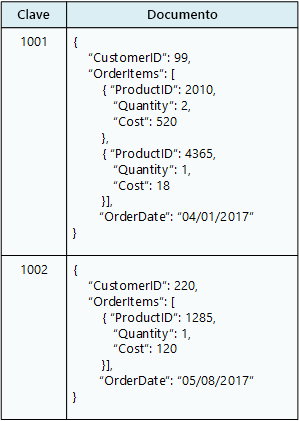 Clave Documento
1001 {
“CustomerID”: 99,
“OrderItems”: [
{ “ProductID”: 2010,
“Quantity”: 2,
“Cost”: 520
},
{ “ProductID”: 4365,
“Quantity”: 1,
“Cost”: 18
}],
“OrderDate”: “04/01/2017”
}
1002 {
“CustomerID”: 220,
“OrderItems”: [
{ “ProductID”: 1285,
“Quantity”: 1,
“Cost”: 120
}],
“OrderDate”: “05/08/2017”
}